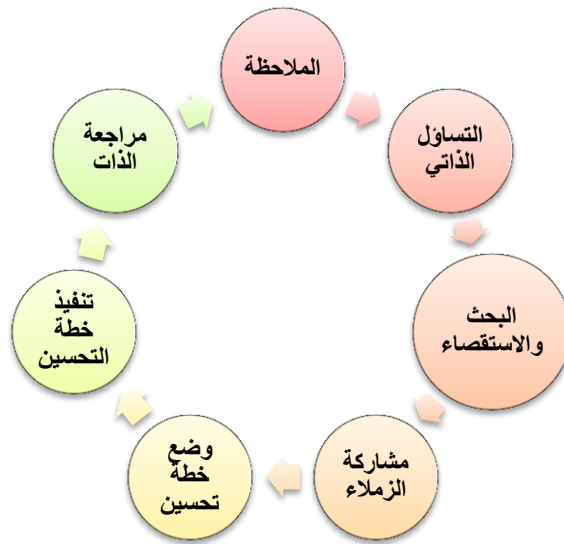 الملاحظة
التساؤل
الذاتي
البحث
والاستقصاء
مشاركة
الزملاء
وضع
خطة
تحسين
تنفيذ
خطة
التحسين
مراجعة
الذات